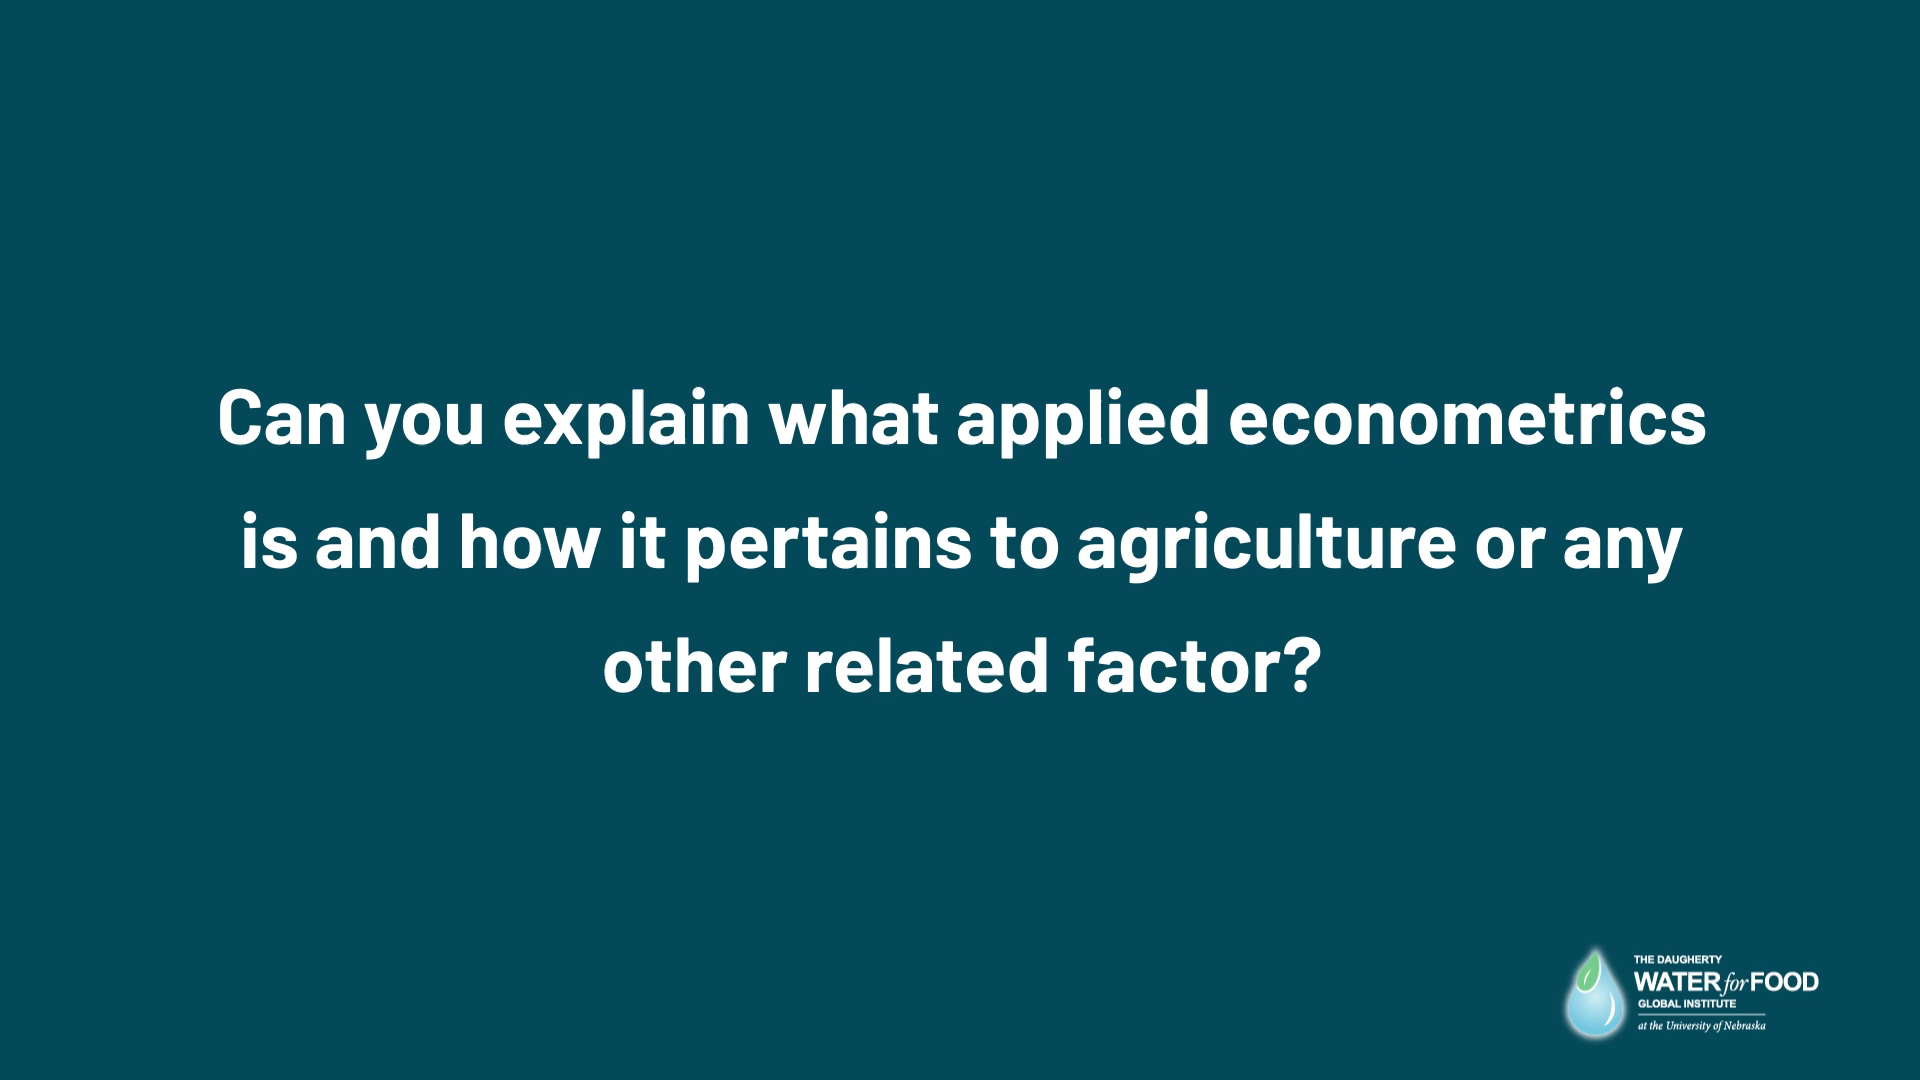 Can you explain what applied econometrics
is and how it pertains to agriculture or any
other related factor?
THE DAUGHERTY
WATER for FOOD
GLOBAL INSTITUTE
at the University of Nebraska